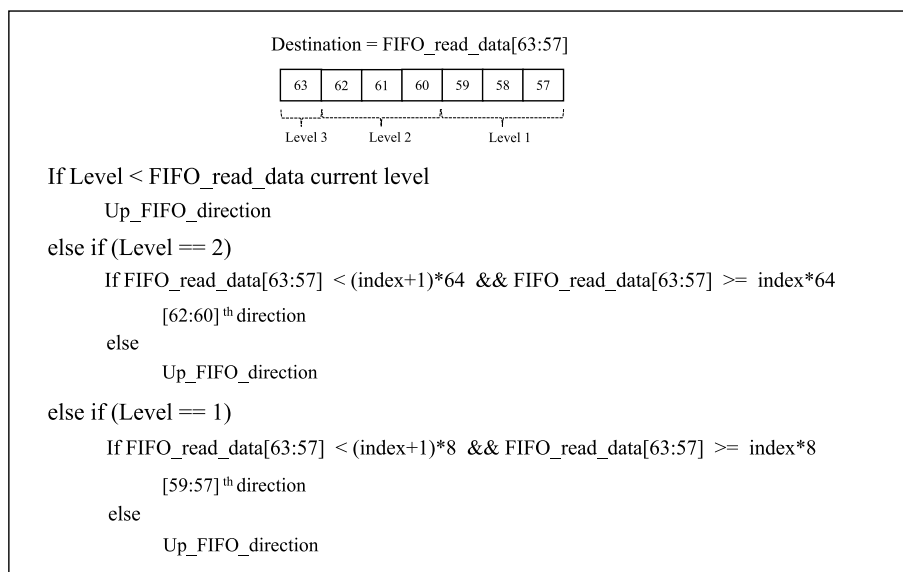 Destination = FIFO_read_data[63:57]
63 62 61 60 59 58 57
Level 3 Level 2 Level 1
If Level < FIFO_read_data current level
Up_FIFO_direction
else if (Level == 2)
If FIFO_read_data[63:57] < (index+1)*64 && FIFO_read_data[63:57] >= index*64
[62:60] th direction
else
Up_FIFO_direction
else if (Level == 1)
If FIFO_read_data[63:57] < (index+1)*8 && FIFO_read_data[63:57] >= index*8
[59:57] th direction
else
Up_FIFO_direction